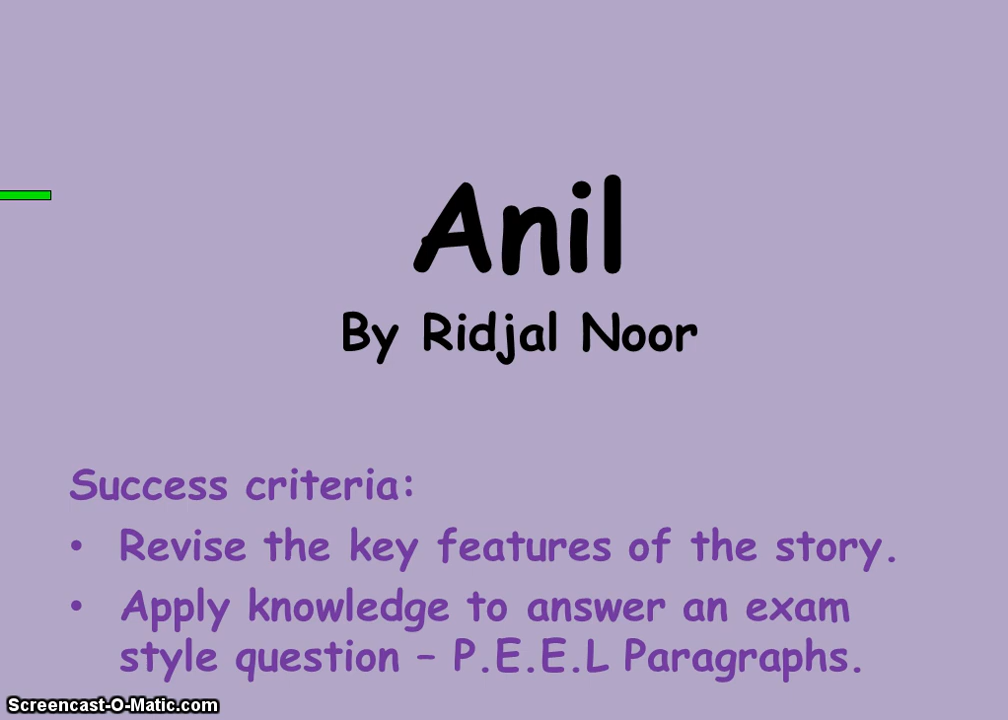 Anil
By Ridjal Noor
Success criteria:
• Revise the key features of the story.
• Apply knowledge to answer an exam
style question – P.E.E.L Paragraphs.
Screencast-O-Matic.com